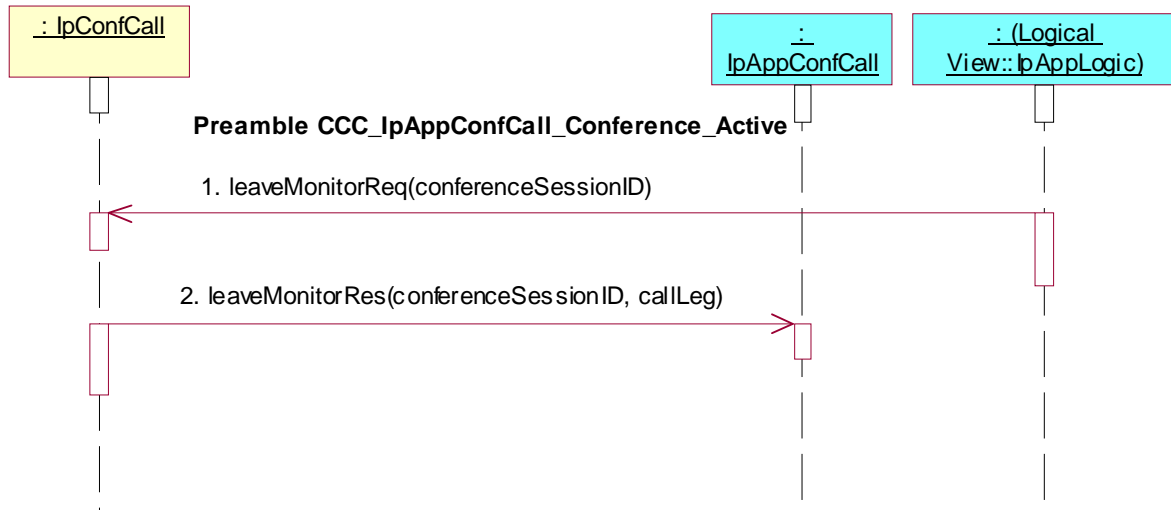 : IpConfCall
:
IpAppConfCall
: (Logical
View::IpAppLogic)
Preamble CCC_IpAppConfCall_Conference_Active
1. leaveMonitorReq(conferenceSessionID)
2. leaveMonitorRes(conferenceSessionID, callLeg)